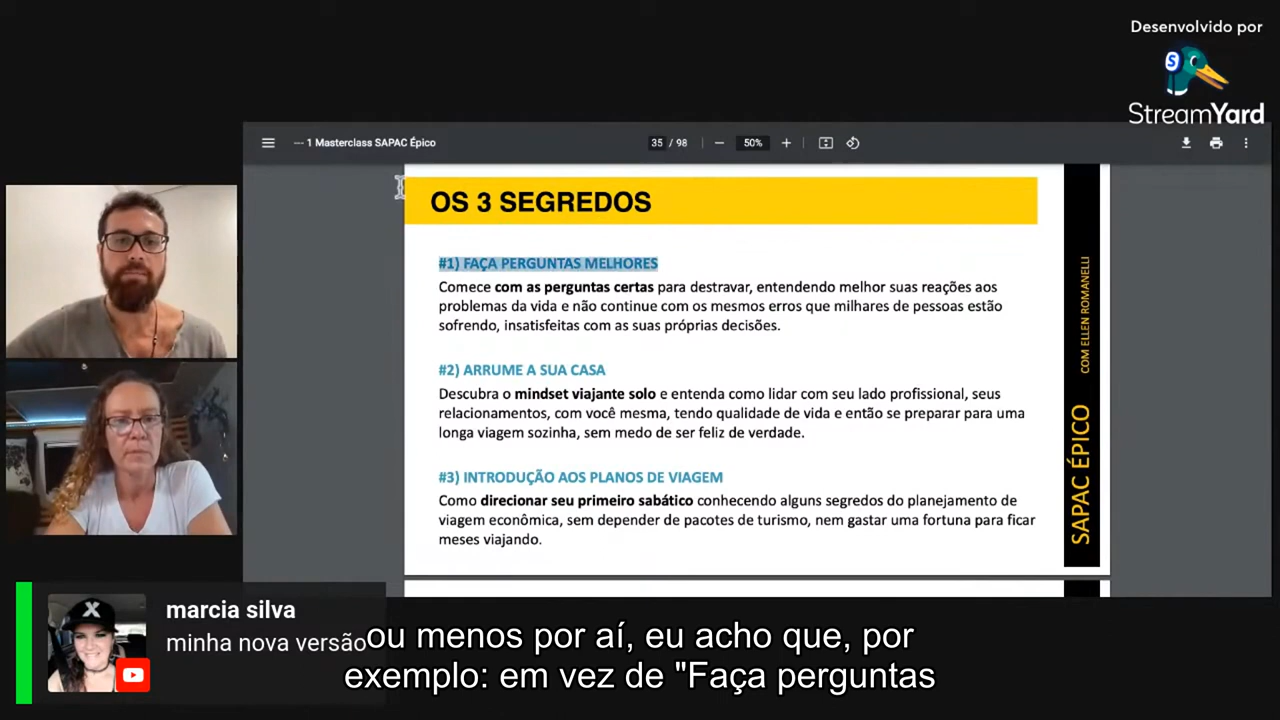 Desenvolvido por
StreamYard
--- 1 Masterclass SAPAC Épico
35 / 98
50%
OS 3 SEGREDOS
#1) FAÇA PERGUNTAS MELHORES
Comece com as perguntas certas para destravar, entendendo melhor suas reações aos
problemas da vida e não continue com os mesmos erros que milhares de pessoas estão
sofrendo, insatisfeitas com as suas próprias decisões.
#2) ARRUME A SUA CASA
Descubra o mindset viajante solo e entenda como lidar com seu lado profissional, seus
relacionamentos, com você mesma, tendo qualidade de vida e então se preparar para uma
longa viagem sozinha, sem medo de ser feliz de verdade.
#3) INTRODUÇÃO AOS PLANOS DE VIAGEM
Como direcionar seu primeiro sabático conhecendo alguns segredos do planejamento de
viagem econômica, sem depender de pacotes de turismo, nem gastar uma fortuna para ficar
meses viajando.
SAPAC ÉPICO
COM ELLEN ROMANELLI
marcia silva
minha nova versão
ou menos por aí, eu acho que, por
exemplo: em vez de "Faça perguntas